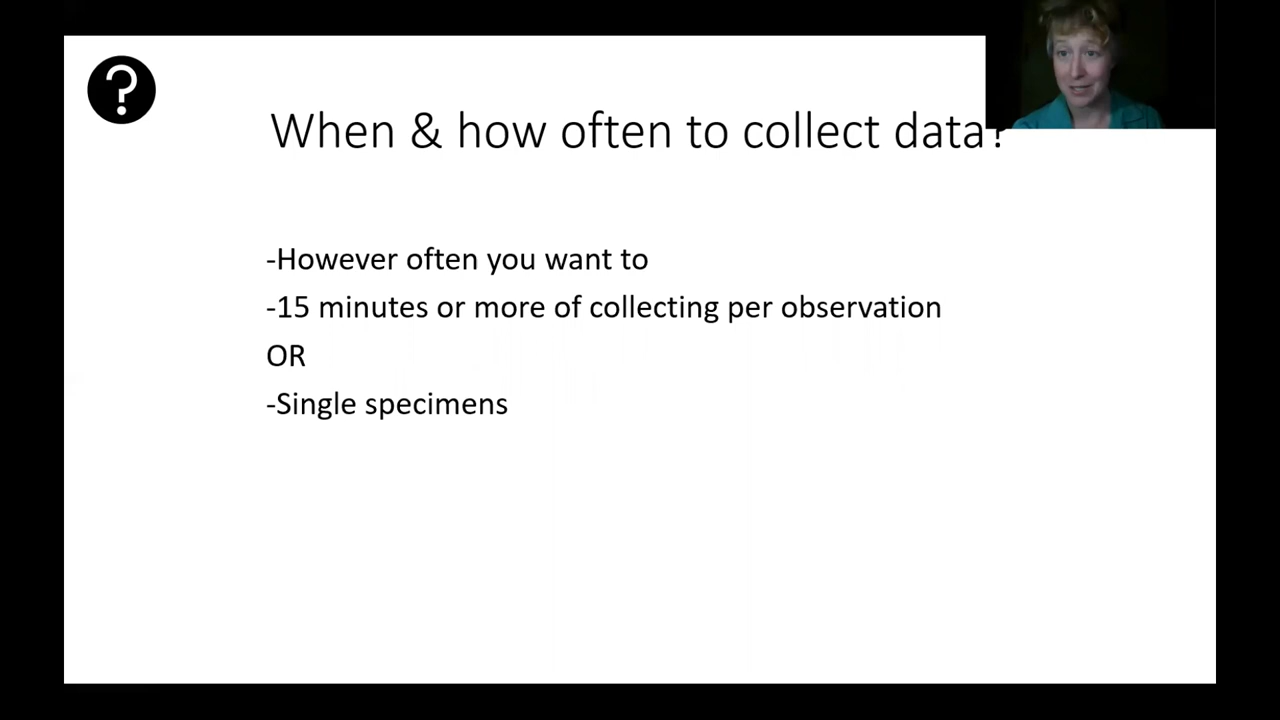 ?
When & how often to collect data?
-However often you want to
-15 minutes or more of collecting per observation
OR
-Single specimens